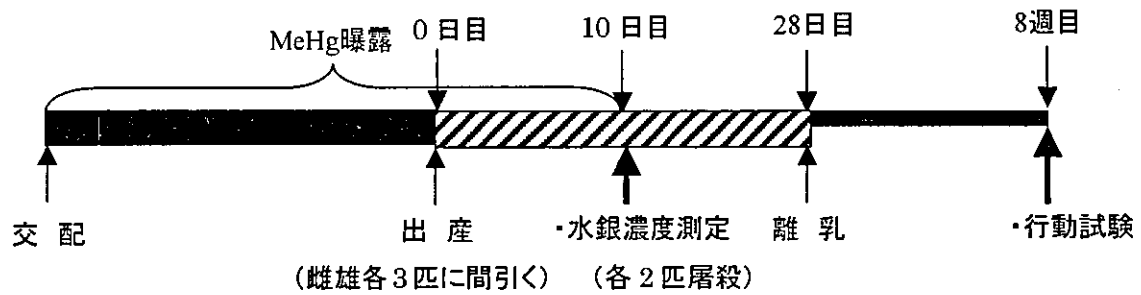 MeHg曝露
0日目
10日目
28日目
8週目
交配
出産
・水銀濃度測定
離乳
・行動試験
(雌雄各3匹に間引く)
(各2匹屠殺)